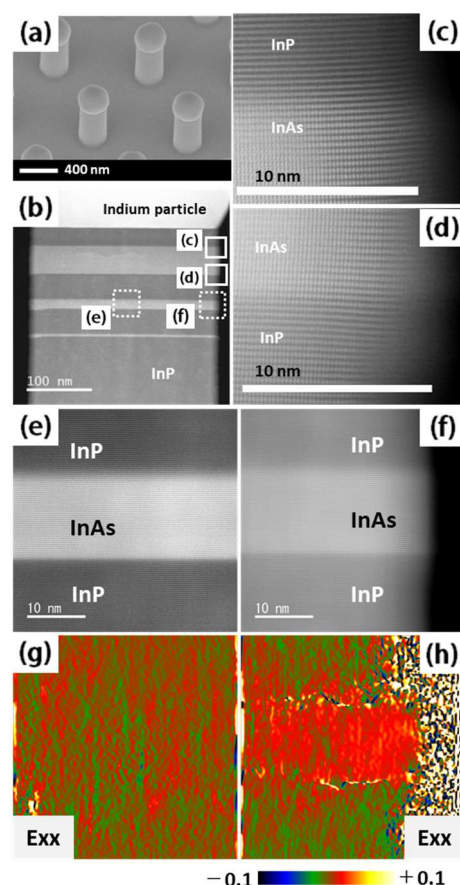 (a)
400 nm
(b)
Indium particle
(c)
(d)
(e)
(f)
InP
100 nm
(c)
InP
InAs
10 nm
(d)
InAs
InP
10 nm
(e)
InP
InAs
InP
10 nm
(f)
InP
InAs
InP
10 nm
(g)
Exx
(h)
Exx
−0.1
+0.1